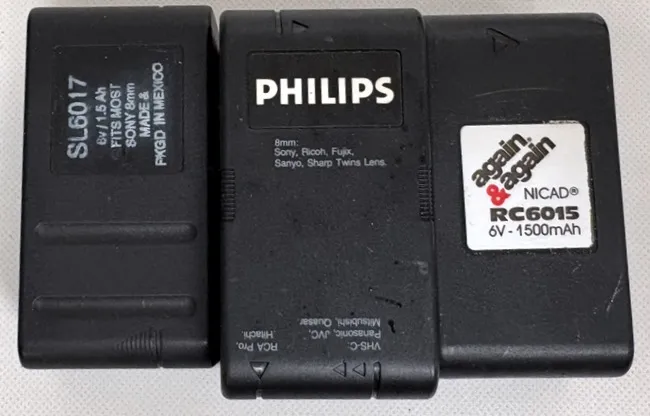 SL6017
6v / 1.5 Ah
FITS MOST
SONY 8mm
MADE &
PKGD IN MEXICO
PHILIPS
8mm:
Sony, Ricoh, Fujix,
Sanyo, Sharp Twins Lens.
VHS-C:
Panasonic, JVC,
Mitsubishi, Quasar
RCA Pro,
Hitachi.
again
& again
NICAD®
RC6015
6V - 1500mAh